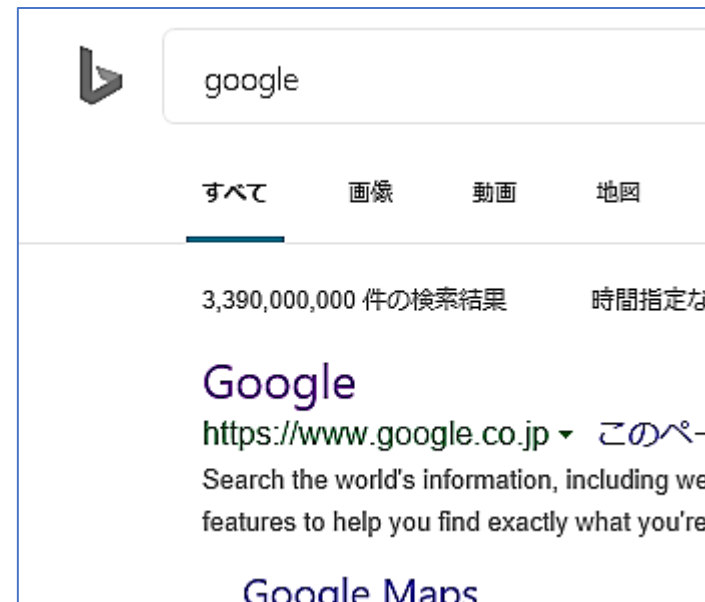 google
すべて 画像 動画 地図
3,390,000,000 件の検索結果 時間指定な
Google
https://www.google.co.jp ▾ このペー
Search the world's information, including we
features to help you find exactly what you're
Google Maps